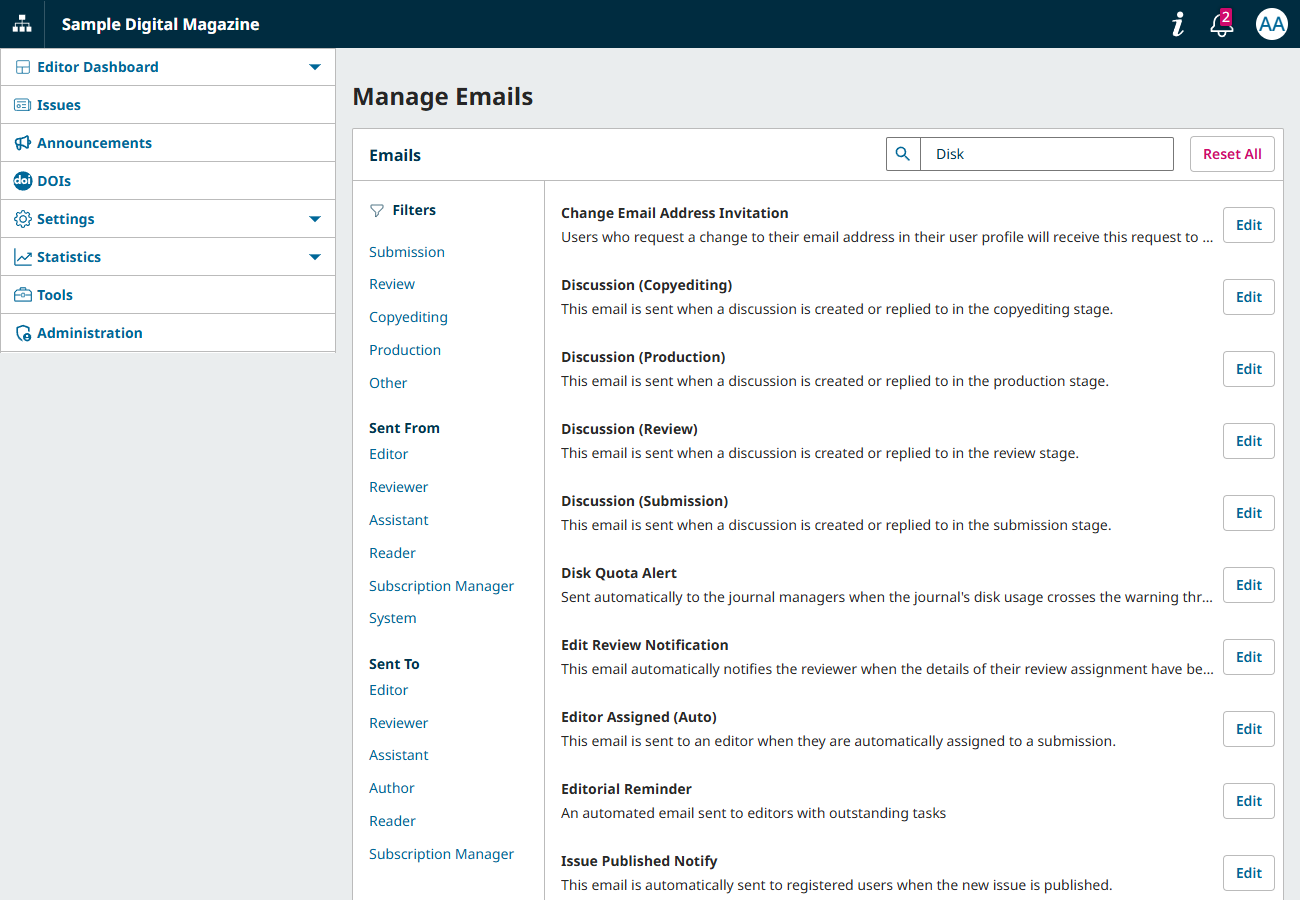 Sample Digital Magazine
2
AA
Editor Dashboard
Issues
Announcements
doi DOIs
Settings
Statistics
Tools
Administration
Manage Emails
Emails
Disk
Reset All
Filters
Submission
Review
Copyediting
Production
Other
Sent From
Editor
Reviewer
Assistant
Reader
Subscription Manager
System
Sent To
Editor
Reviewer
Assistant
Author
Reader
Subscription Manager
Change Email Address Invitation
Users who request a change to their email address in their user profile will receive this request to ...
Edit
Discussion (Copyediting)
This email is sent when a discussion is created or replied to in the copyediting stage.
Edit
Discussion (Production)
This email is sent when a discussion is created or replied to in the production stage.
Edit
Discussion (Review)
This email is sent when a discussion is created or replied to in the review stage.
Edit
Discussion (Submission)
This email is sent when a discussion is created or replied to in the submission stage.
Edit
Disk Quota Alert
Sent automatically to the journal managers when the journal's disk usage crosses the warning thr...
Edit
Edit Review Notification
This email automatically notifies the reviewer when the details of their review assignment have be...
Edit
Editor Assigned (Auto)
This email is sent to an editor when they are automatically assigned to a submission.
Edit
Editorial Reminder
An automated email sent to editors with outstanding tasks
Edit
Issue Published Notify
This email is automatically sent to registered users when the new issue is published.
Edit